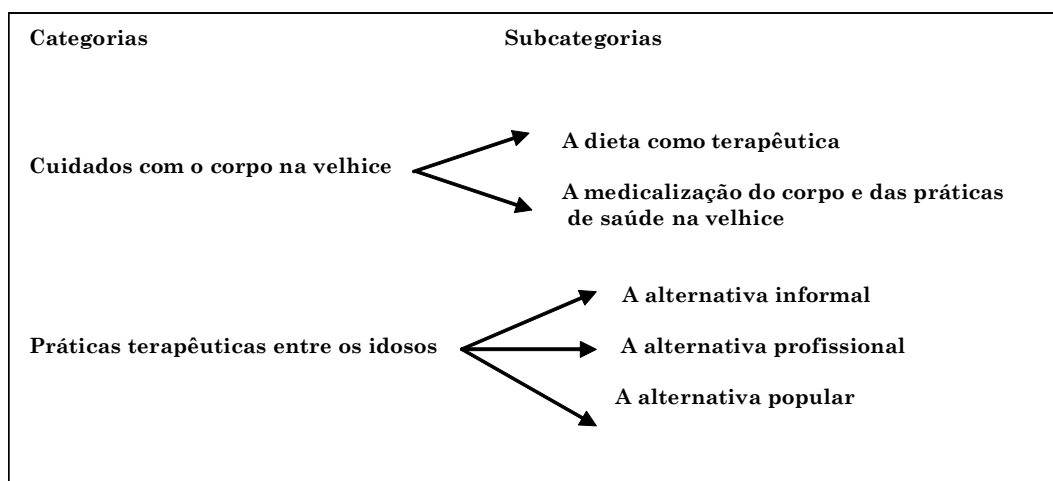 Categorias Subcategorias
A dieta como terapêutica
Cuidados com o corpo na velhice
A medicalização do corpo e das práticas
de saúde na velhice
A alternativa informal
Práticas terapêuticas entre os idosos
A alternativa profissional
A alternativa popular